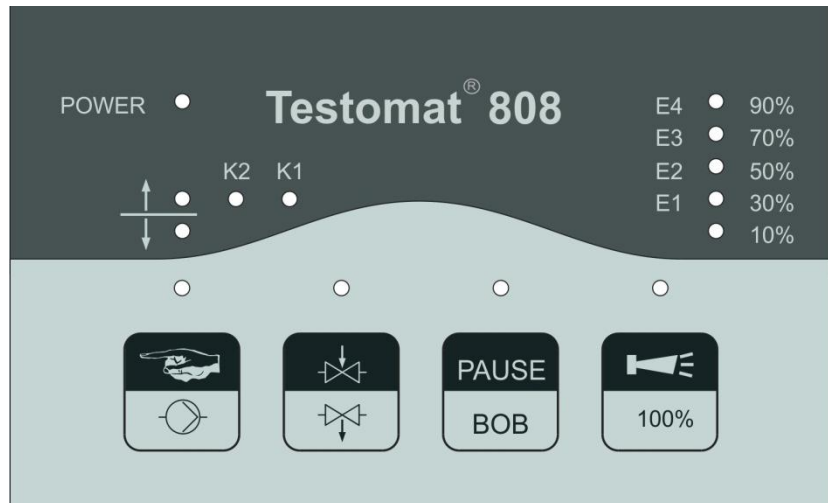 POWER
Testomat® 808
K2 K1
E4 90%
E3 70%
E2 50%
E1 30%
10%
PAUSE
BOB
100%